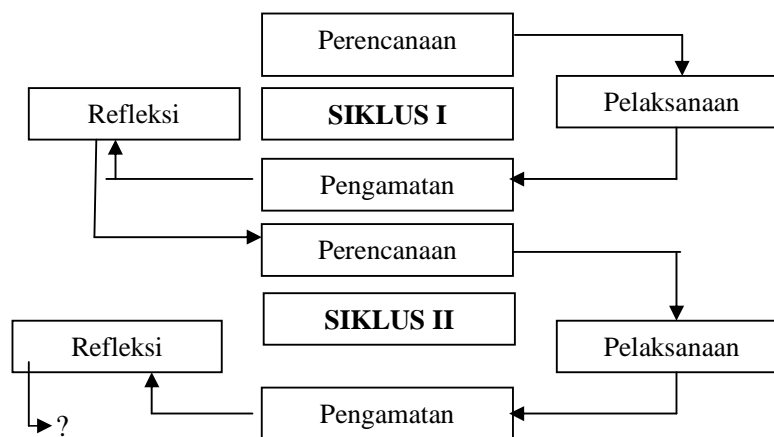 Perencanaan
Pelaksanaan
Refleksi
SIKLUS I
Pengamatan
Perencanaan
SIKLUS II
Refleksi
Pelaksanaan
Pengamatan
?